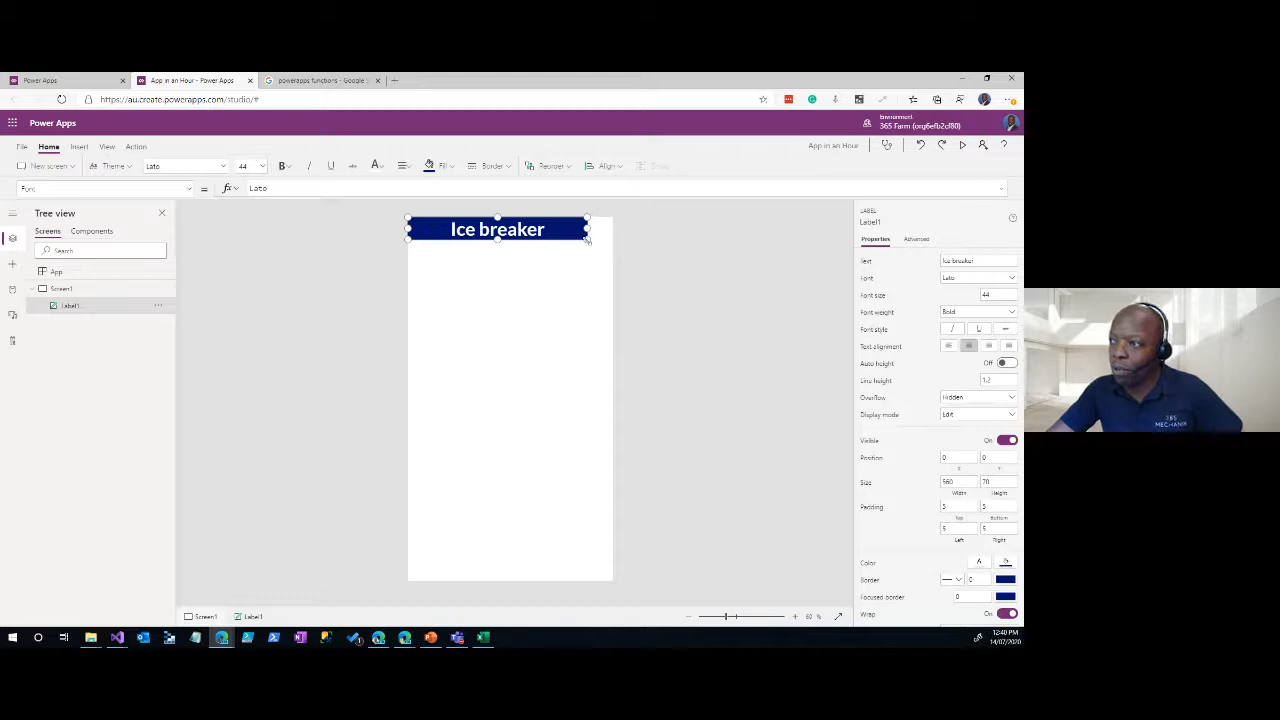 Power Apps
App in an Hour - Power Apps
powerapps functions - Google S
https://au.create.powerapps.com/studio/#
Power Apps
Environment
365 Farm (org6efb2cf80)
File Home Insert View Action
App in an Hour
New screen Theme Lato 44 B I U abc A Fill Border Reorder Align Group
Font = fx Lato
Tree view
Screens Components
Search
App
Screen1
Label1
Ice breaker
LABEL
Label1
Properties Advanced
Text Ice breaker
Font Lato
Font size 44
Font weight Bold
Font style / U
Text alignment
Auto height Off
Line height 1.2
Overflow Hidden
Display mode Edit
Visible On
Position 0 0
X Y
Size 560 70
Width Height
Padding 5 5
Top Bottom
5 5
Left Right
Color A
Border 0
Focused border 0
Wrap On
Screen1 Label1
60 %
12:40 PM
14/07/2020
365
MECHANIX